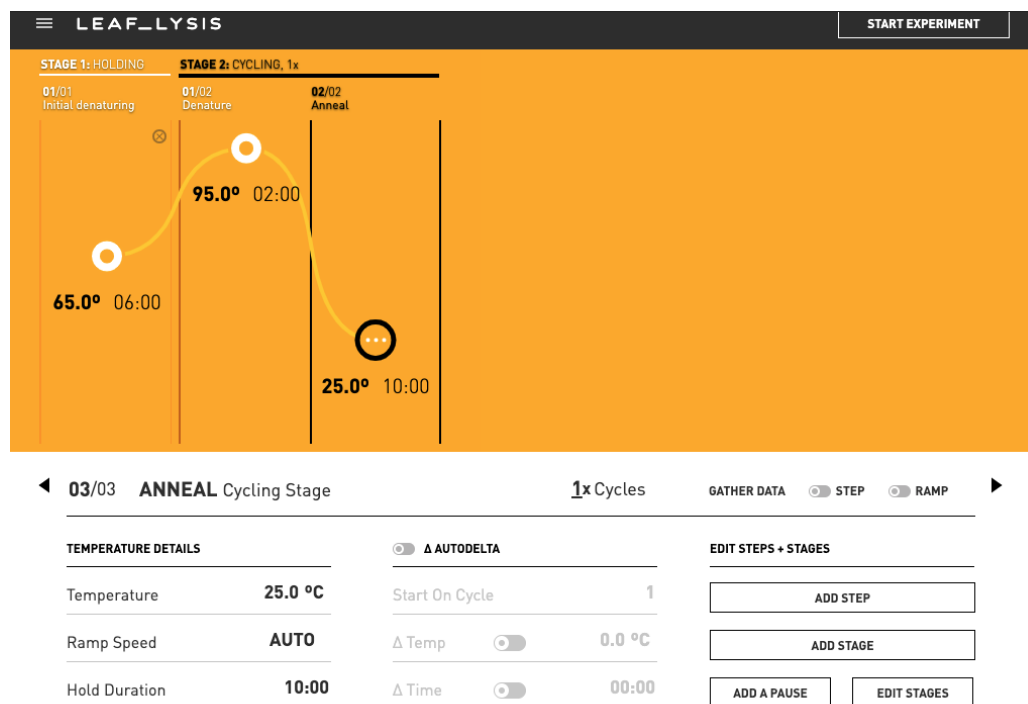 LEAF_LYSIS
START EXPERIMENT
STAGE 1: HOLDING
STAGE 2: CYCLING, 1x
01/01
Initial denaturing
01/02
Denature
02/02
Anneal
95.0º 02:00
65.0º 06:00
25.0º 10:00
03/03 ANNEAL Cycling Stage
1x Cycles
GATHER DATA STEP RAMP
TEMPERATURE DETAILS
Temperature 25.0 ºC
Ramp Speed AUTO
Hold Duration 10:00
Δ AUTODELTA
Start On Cycle 1
Δ Temp 0.0 ºC
Δ Time 00:00
EDIT STEPS + STAGES
ADD STEP
ADD STAGE
ADD A PAUSE
EDIT STAGES